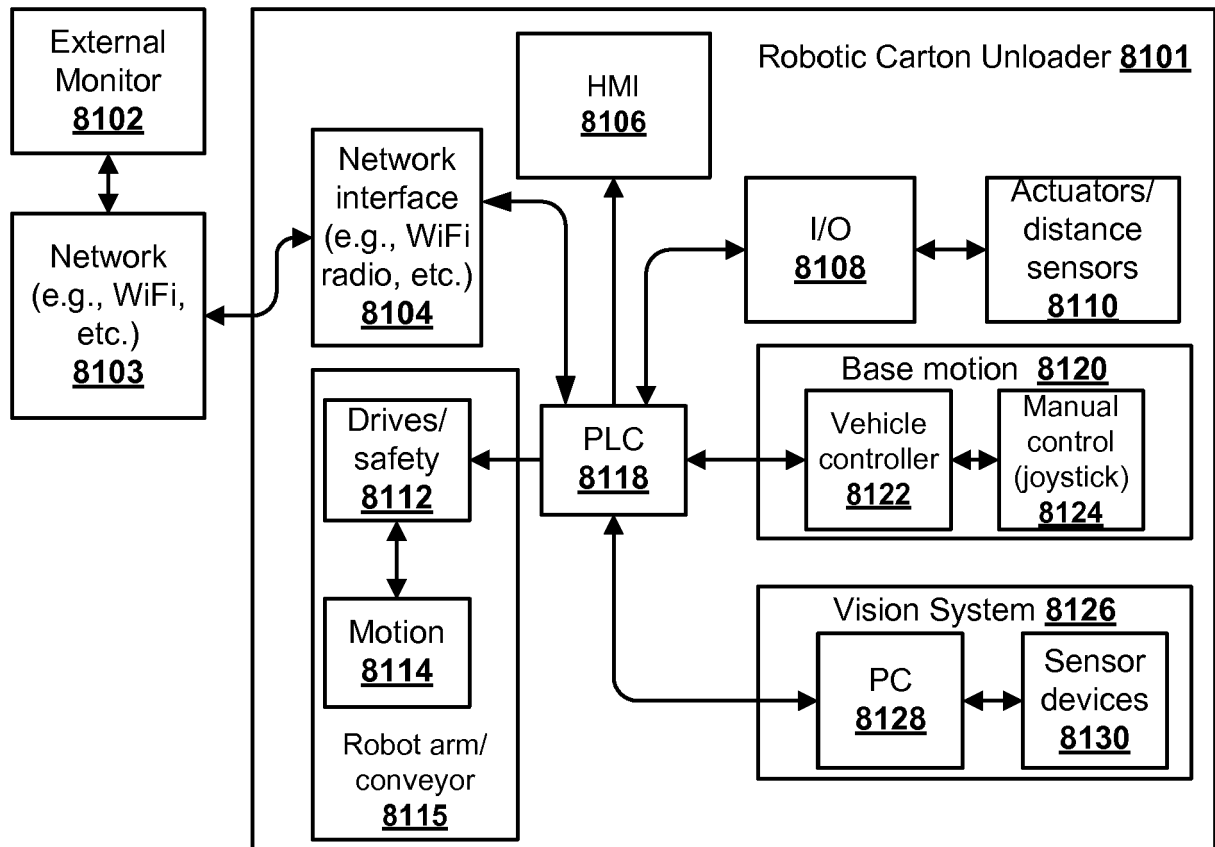 External
Monitor
8102
Network
(e.g., WiFi,
etc.)
8103
Robotic Carton Unloader 8101
HMI
8106
Network
interface
(e.g., WiFi
radio, etc.)
8104
I/O
8108
Actuators/
distance
sensors
8110
Drives/
safety
8112
Motion
8114
Robot arm/
conveyor
8115
PLC
8118
Base motion 8120
Vehicle
controller
8122
Manual
control
(joystick)
8124
Vision System 8126
PC
8128
Sensor
devices
8130